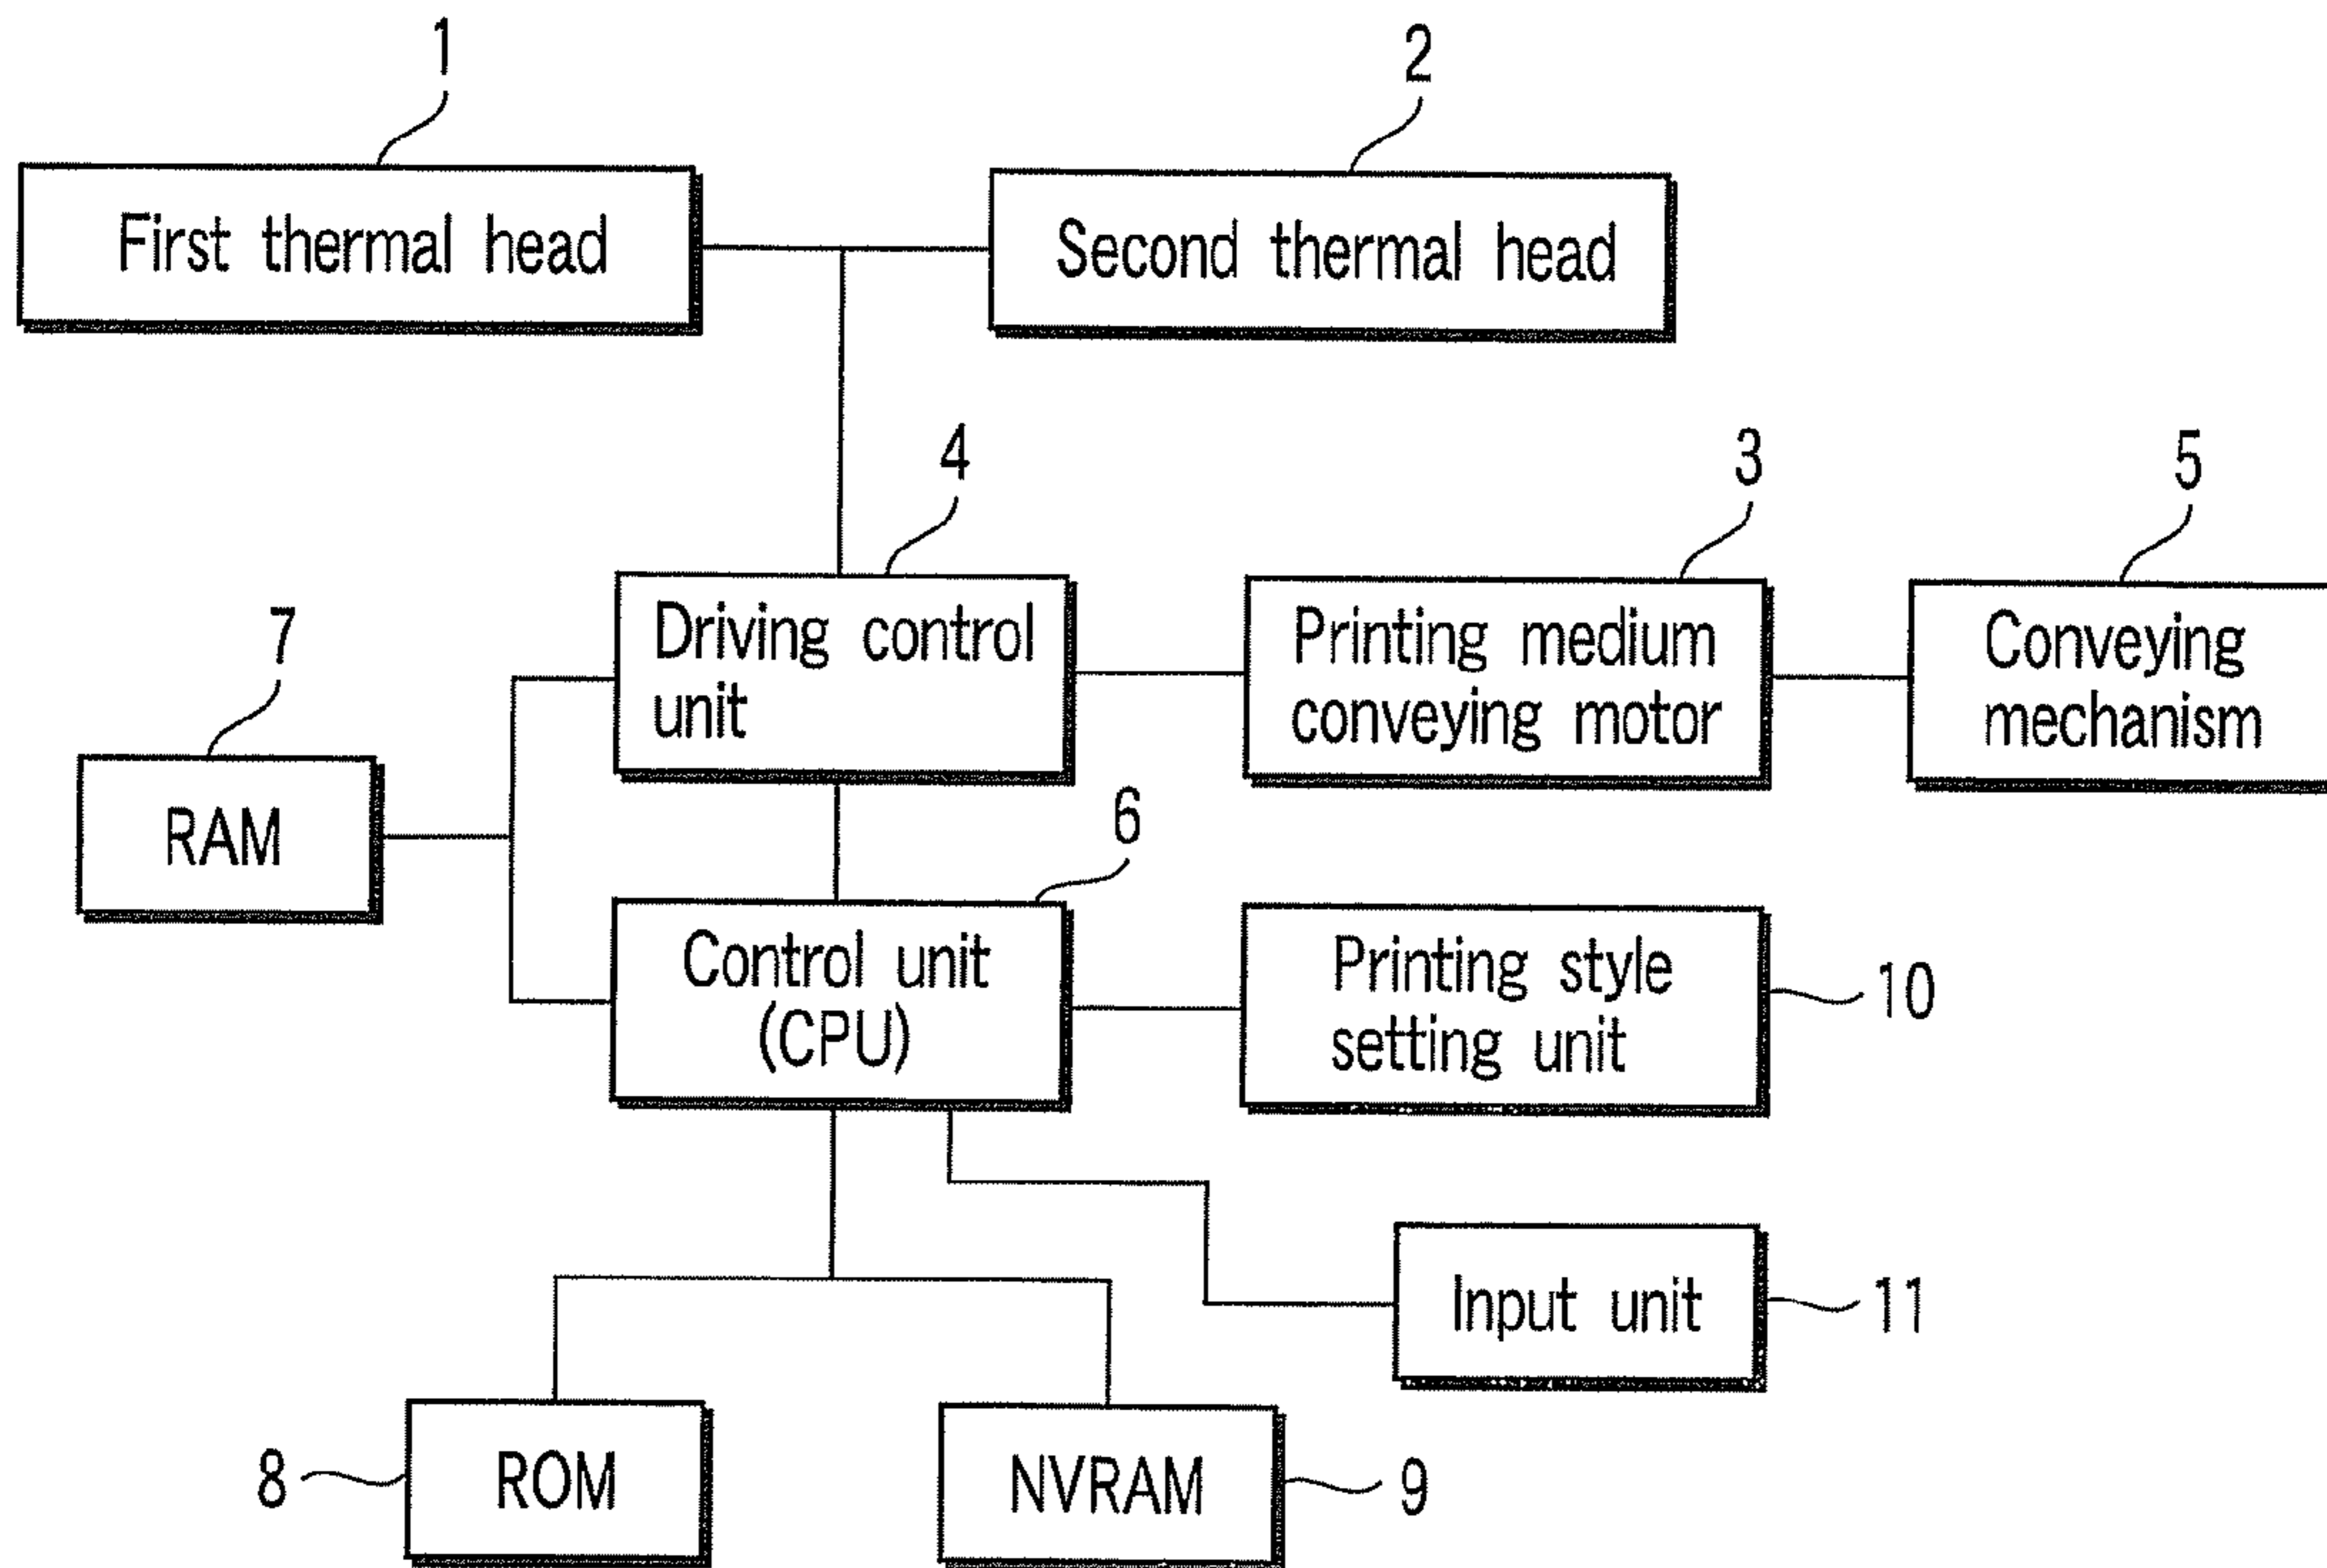 1
2
First thermal head
Second thermal head
4
3
5
7
Driving control
unit
Printing medium
conveying motor
Conveying
mechanism
RAM
6
Control unit
(CPU)
Printing style
setting unit
10
Input unit
11
8
ROM
NVRAM
9